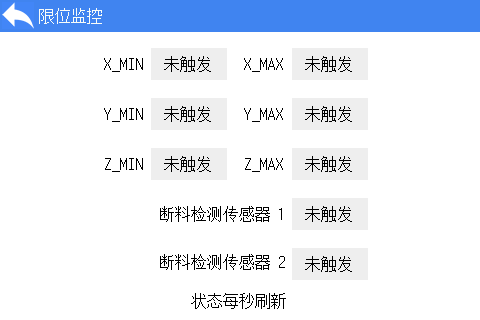 限位监控
X_MIN 未触发 X_MAX 未触发
Y_MIN 未触发 Y_MAX 未触发
Z_MIN 未触发 Z_MAX 未触发
断料检测传感器 1 未触发
断料检测传感器 2 未触发
状态每秒刷新